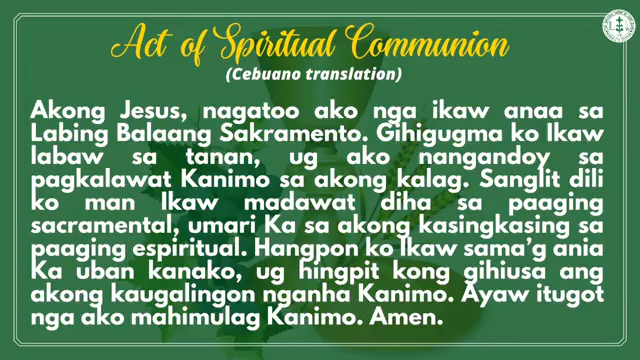 Act of Spiritual Communion
(Cebuano translation)
Akong Jesus, nagatoo ako nga ikaw anaa sa
Labing Balaang Sakramento. Gihigugma ko Ikaw
labaw sa tanan, ug ako nangandoy sa
pagkalawat Kanimo sa akong kalag. Sanglit dili
ko man Ikaw madawat diha sa paaging
sacramental, umari Ka sa akong kasingkasing sa
paaging espiritual. Hangpon ko Ikaw sama’g ania
Ka uban kanako, ug hingpit kong gihiusa ang
akong kaugalingon nganha Kanimo. Ayaw itugot
nga ako mahimulag Kanimo. Amen.